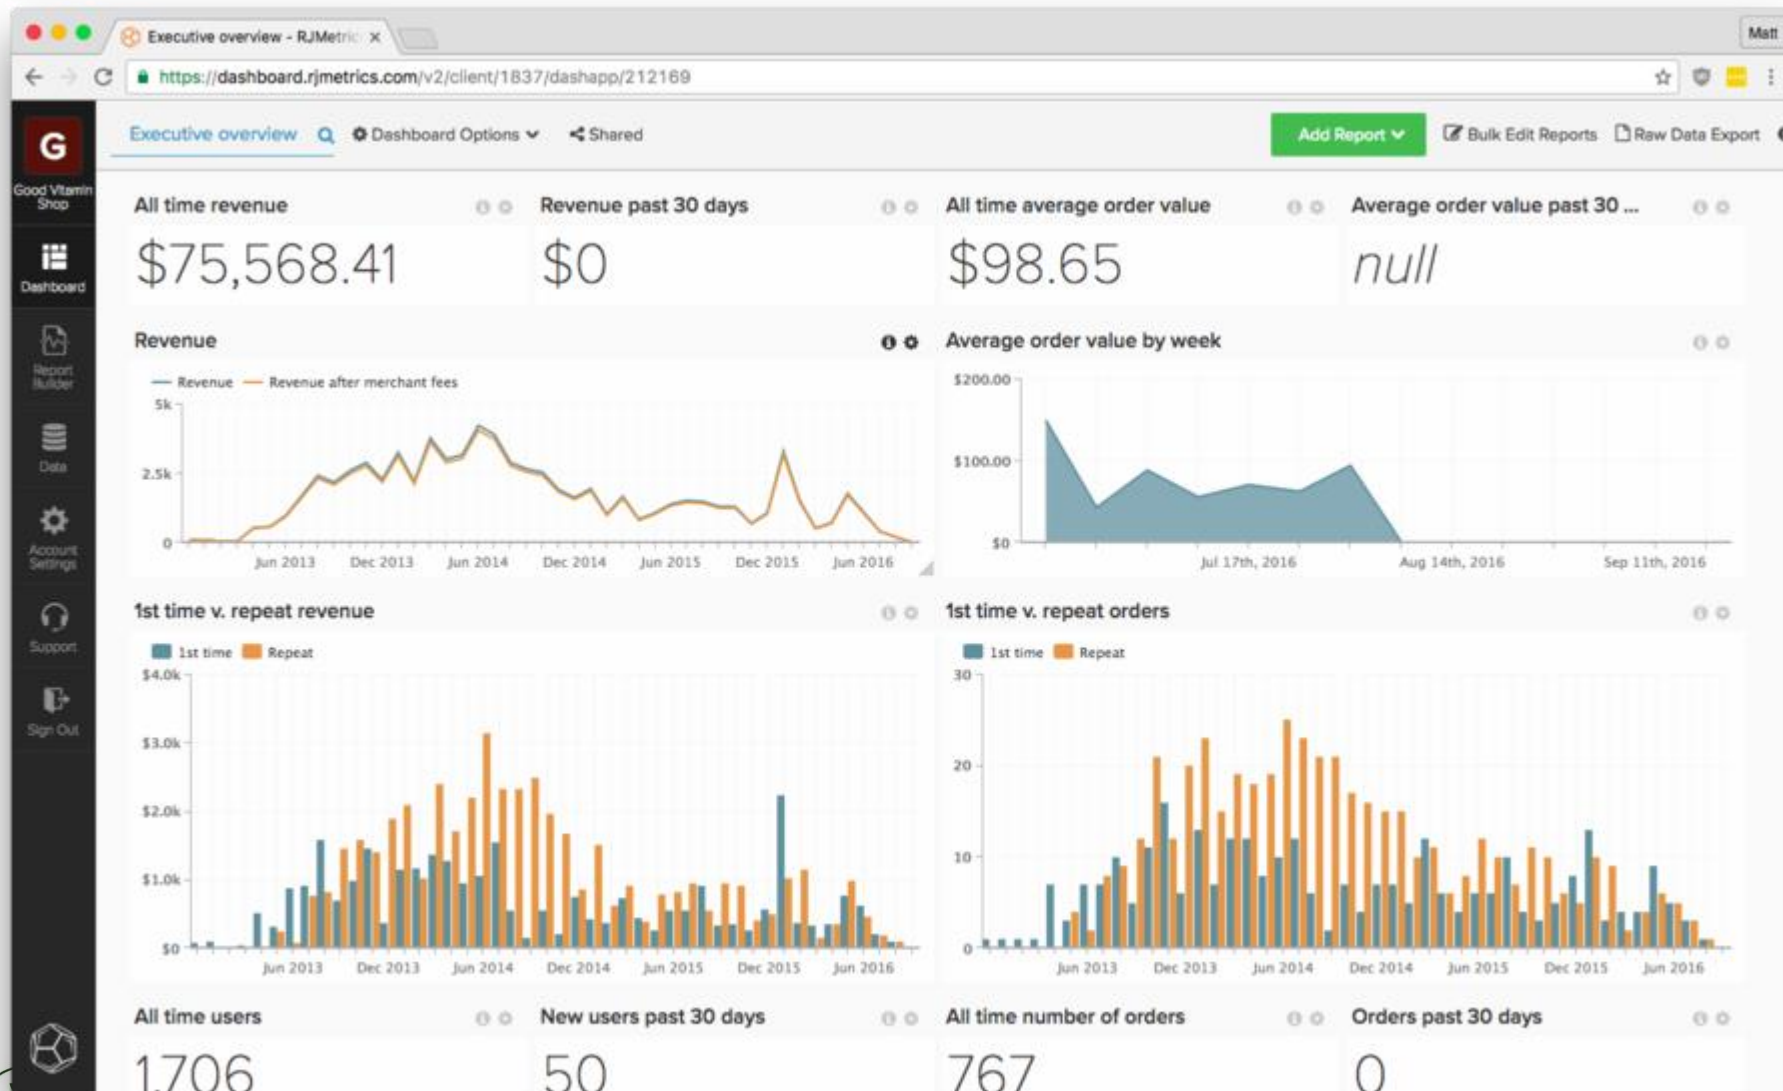 Executive overview - RJMetric
Matt
https://dashboard.rjmetrics.com/v2/client/1837/dashapp/212169
G
Good Vitamin
Shop
Dashboard
Report
Builder
Data
Account
Settings
Support
Sign Out
Executive overview
Dashboard Options
Shared
Add Report
Bulk Edit Reports
Raw Data Export
All time revenue
$75,568.41
Revenue past 30 days
$0
All time average order value
$98.65
Average order value past 30 ...
null
Revenue
Revenue
Revenue after merchant fees
5k
2.5k
0
Jun 2013 Dec 2013 Jun 2014 Dec 2014 Jun 2015 Dec 2015 Jun 2016
Average order value by week
$200.00
$100.00
$0
Jul 17th, 2016 Aug 14th, 2016 Sep 11th, 2016
1st time v. repeat revenue
1st time Repeat
$4.0k
$3.0k
$2.0k
$1.0k
$0
Jun 2013 Dec 2013 Jun 2014 Dec 2014 Jun 2015 Dec 2015 Jun 2016
1st time v. repeat orders
1st time Repeat
30
20
10
0
Jun 2013 Dec 2013 Jun 2014 Dec 2014 Jun 2015 Dec 2015 Jun 2016
All time users
1,706
New users past 30 days
50
All time number of orders
767
Orders past 30 days
0